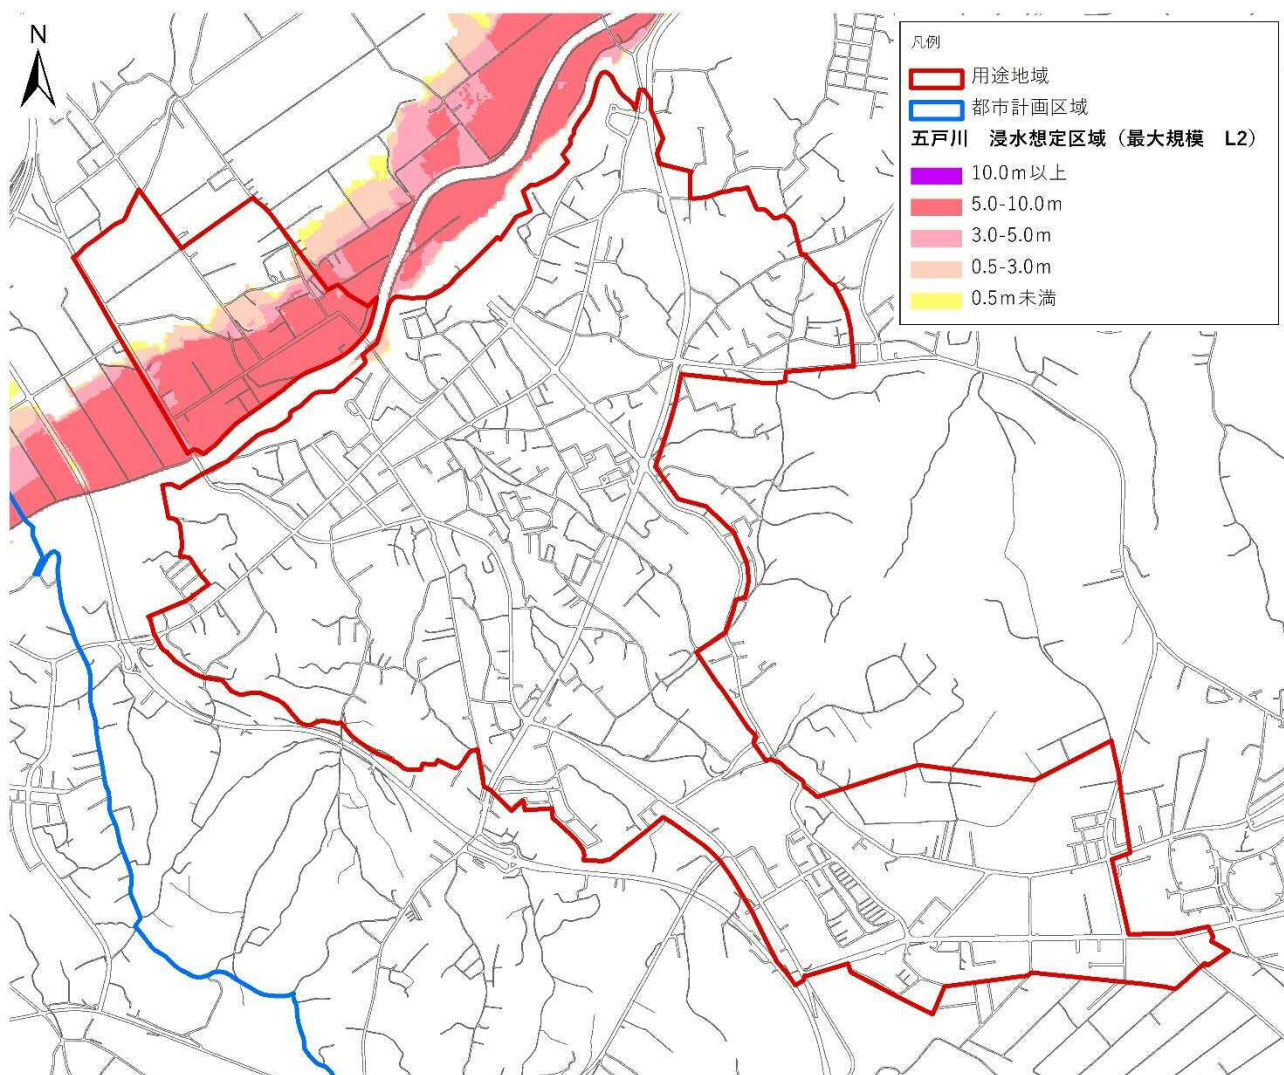 N
凡例
用途地域
都市計画区域
五戸川 浸水想定区域（最大規模 L2）
10.0m以上
5.0-10.0m
3.0-5.0m
0.5-3.0m
0.5m未満